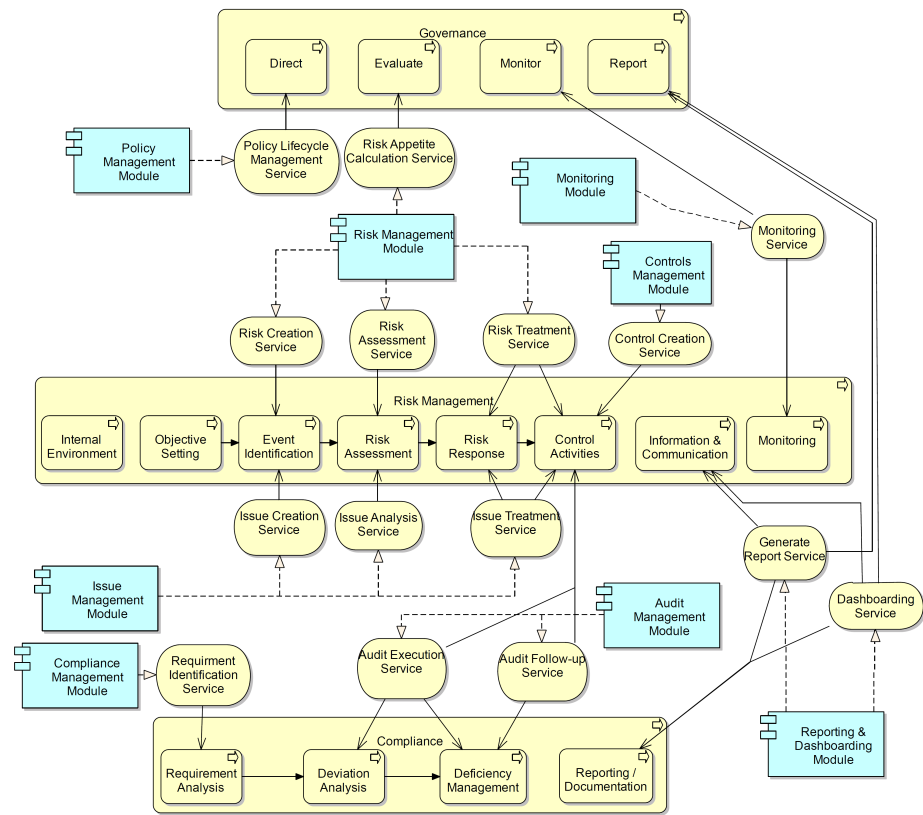 Governance
Direct
Evaluate
Monitor
Report
Policy
Management
Module
Policy Lifecycle
Management
Service
Risk Appetite
Calculation Service
Monitoring
Module
Risk Management
Module
Monitoring
Service
Controls
Management
Module
Risk Creation
Service
Risk
Assessment
Service
Risk Treatment
Service
Control Creation
Service
Risk Management
Internal
Environment
Objective
Setting
Event
Identification
Risk
Assessment
Risk
Response
Control
Activities
Information &
Communication
Monitoring
Issue Creation
Service
Issue Analysis
Service
Issue Treatment
Service
Generate
Report Service
Issue
Management
Module
Audit
Management
Module
Dashboarding
Service
Compliance
Management
Module
Requirment
Identification
Service
Audit Execution
Service
Audit Follow-up
Service
Reporting &
Dashboarding
Module
Compliance
Requirement
Analysis
Deviation
Analysis
Deficiency
Management
Reporting /
Documentation